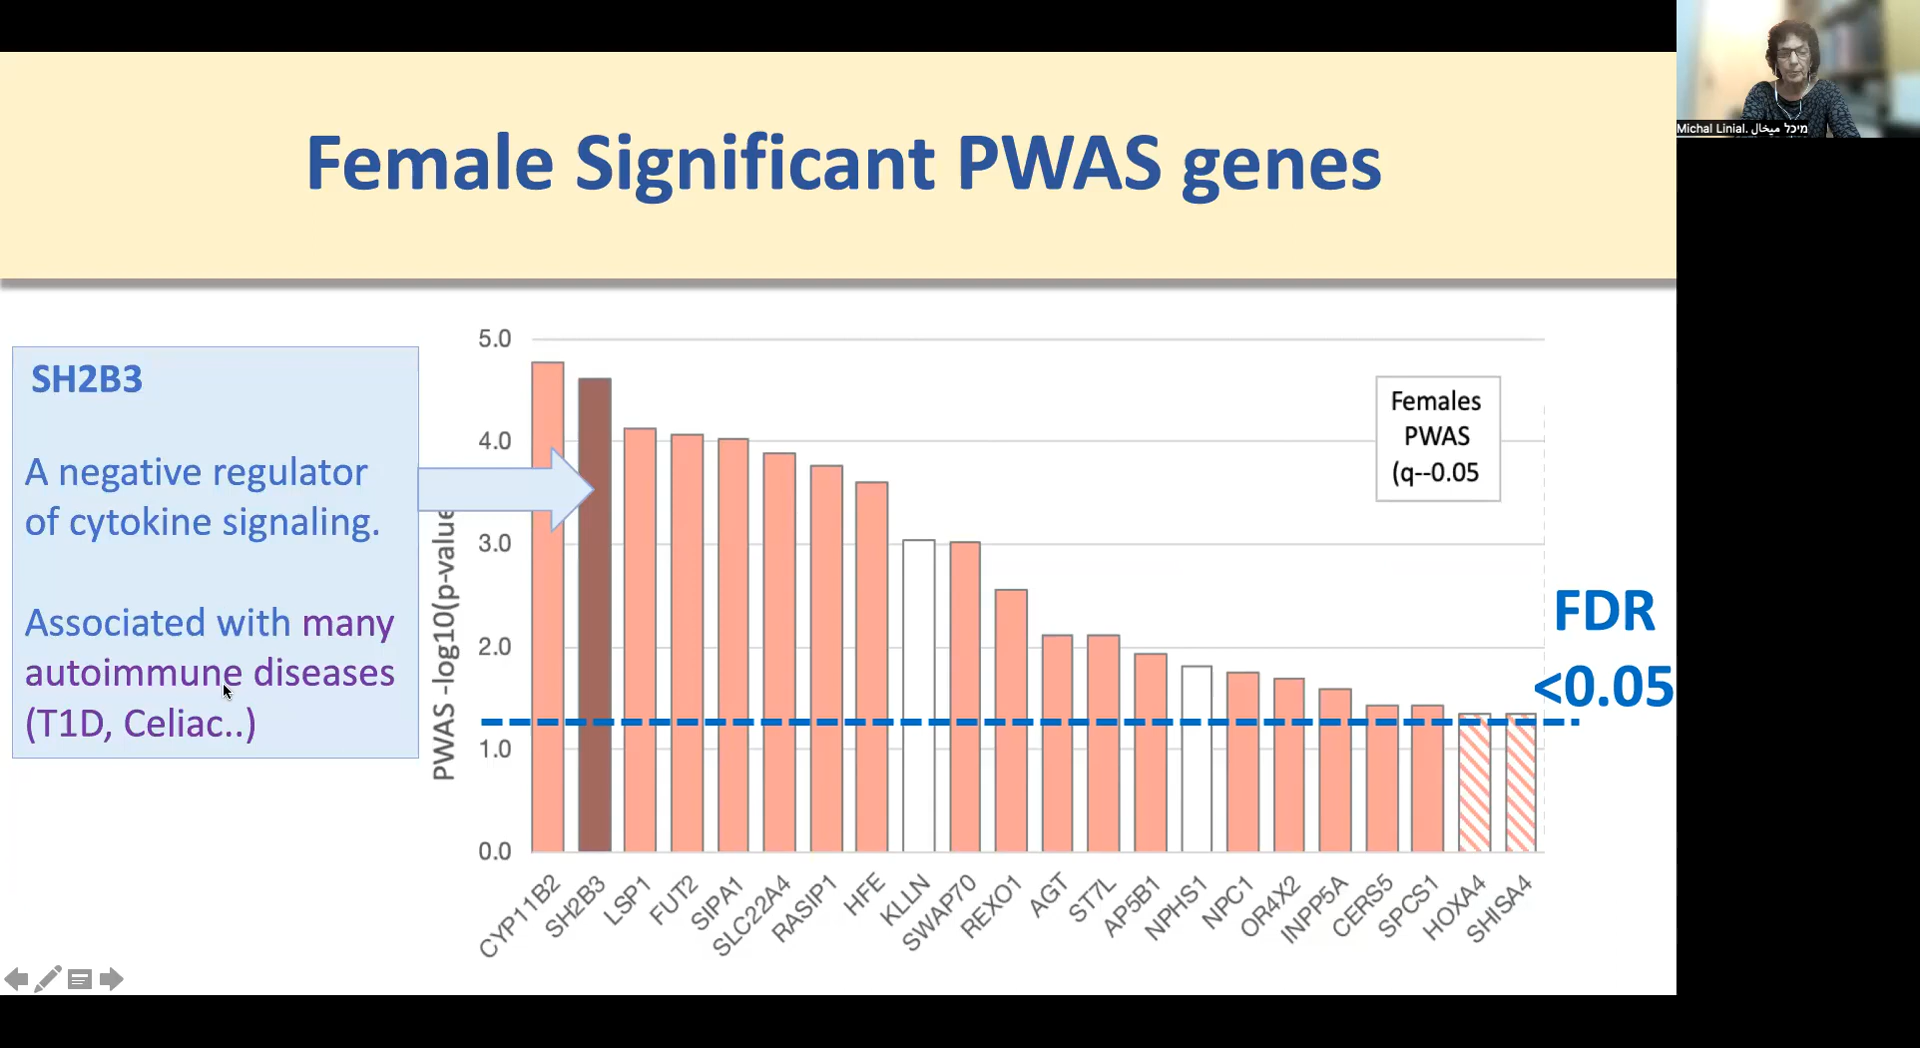 Female Significant PWAS genes
Michal Linial. מיכל ميخال
SH2B3
A negative regulator
of cytokine signaling.
Associated with many
autoimmune diseases
(T1D, Celiac..)
PWAS -log10(p-value
5.0
4.0
3.0
2.0
1.0
0.0
Females
PWAS
(q--0.05
FDR
<0.05
CYP11B2
SH2B3
LSP1
FUT2
SIPA1
SLC22A4
RASIP1
HFE
KLLN
SWAP70
REXO1
AGT
ST7L
AP5B1
NPHS1
NPC1
OR4X2
INPP5A
CERS5
SPCS1
HOXA4
SHISA4